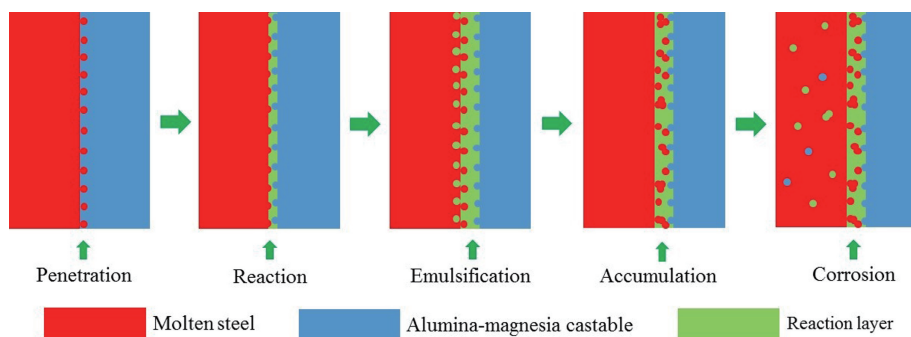 Penetration
Reaction
Emulsification
Accumulation
Corrosion
Molten steel
Alumina-magnesia castable
Reaction layer